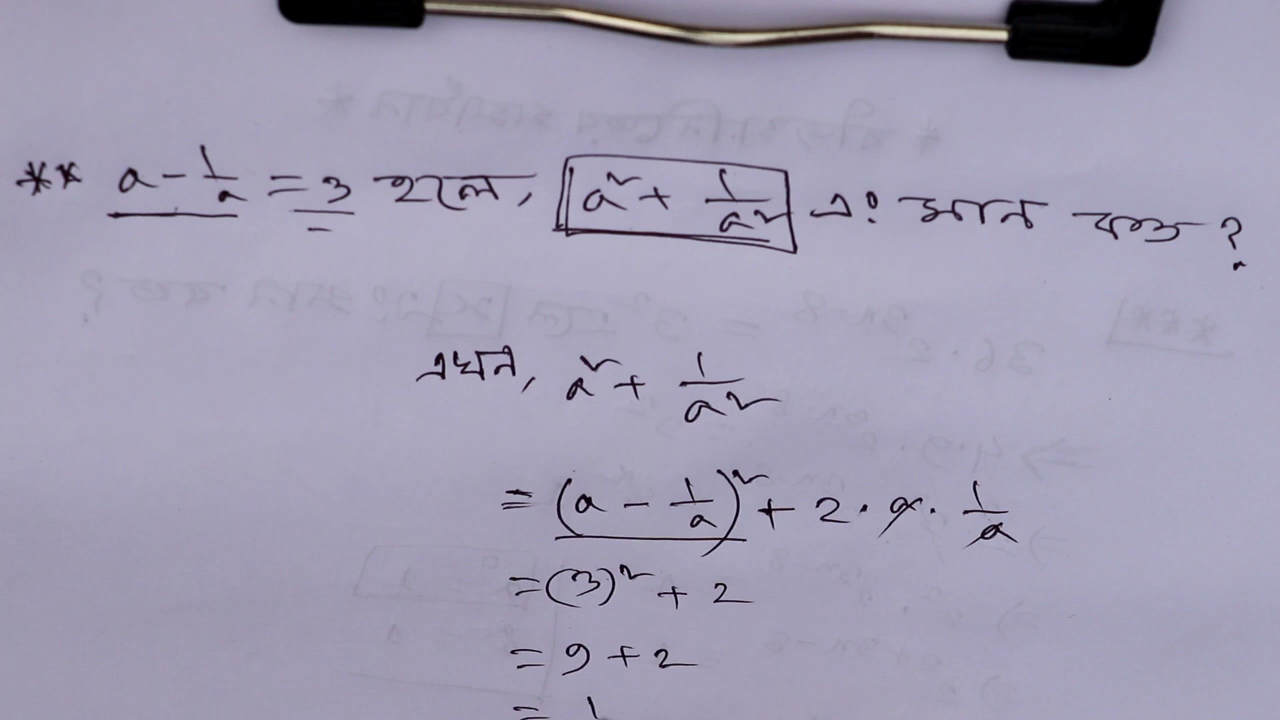 ** a - 1/a = 3 হলে, a² + 1/a² এর মান কত?
এখন, a² + 1/a²
= (a - 1/a)² + 2 · a · 1/a
= (3)² + 2
= 9 + 2